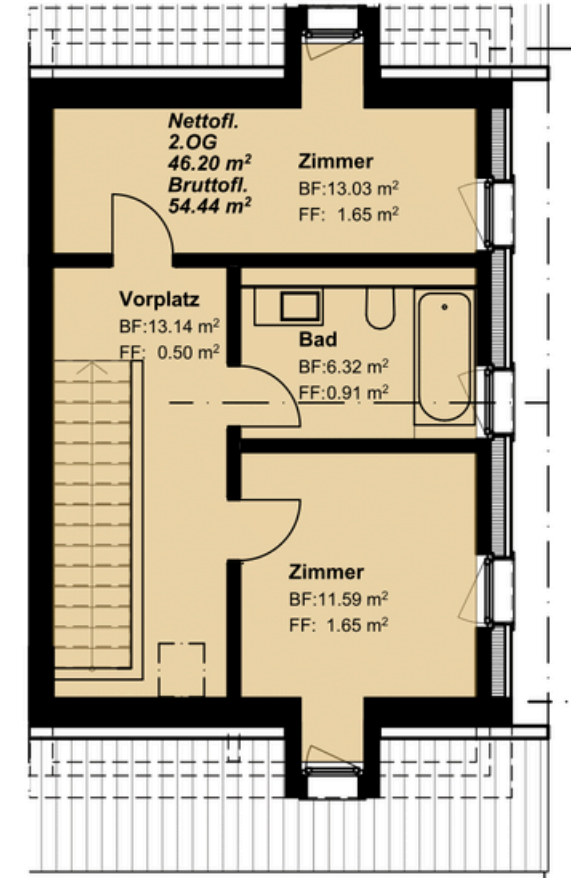 Nettofl.
2.OG
46.20 m²
Bruttofl.
54.44 m²
Zimmer
BF:13.03 m²
FF: 1.65 m²
Vorplatz
BF:13.14 m²
FF: 0.50 m²
Bad
BF:6.32 m²
FF:0.91 m²
Zimmer
BF:11.59 m²
FF: 1.65 m²